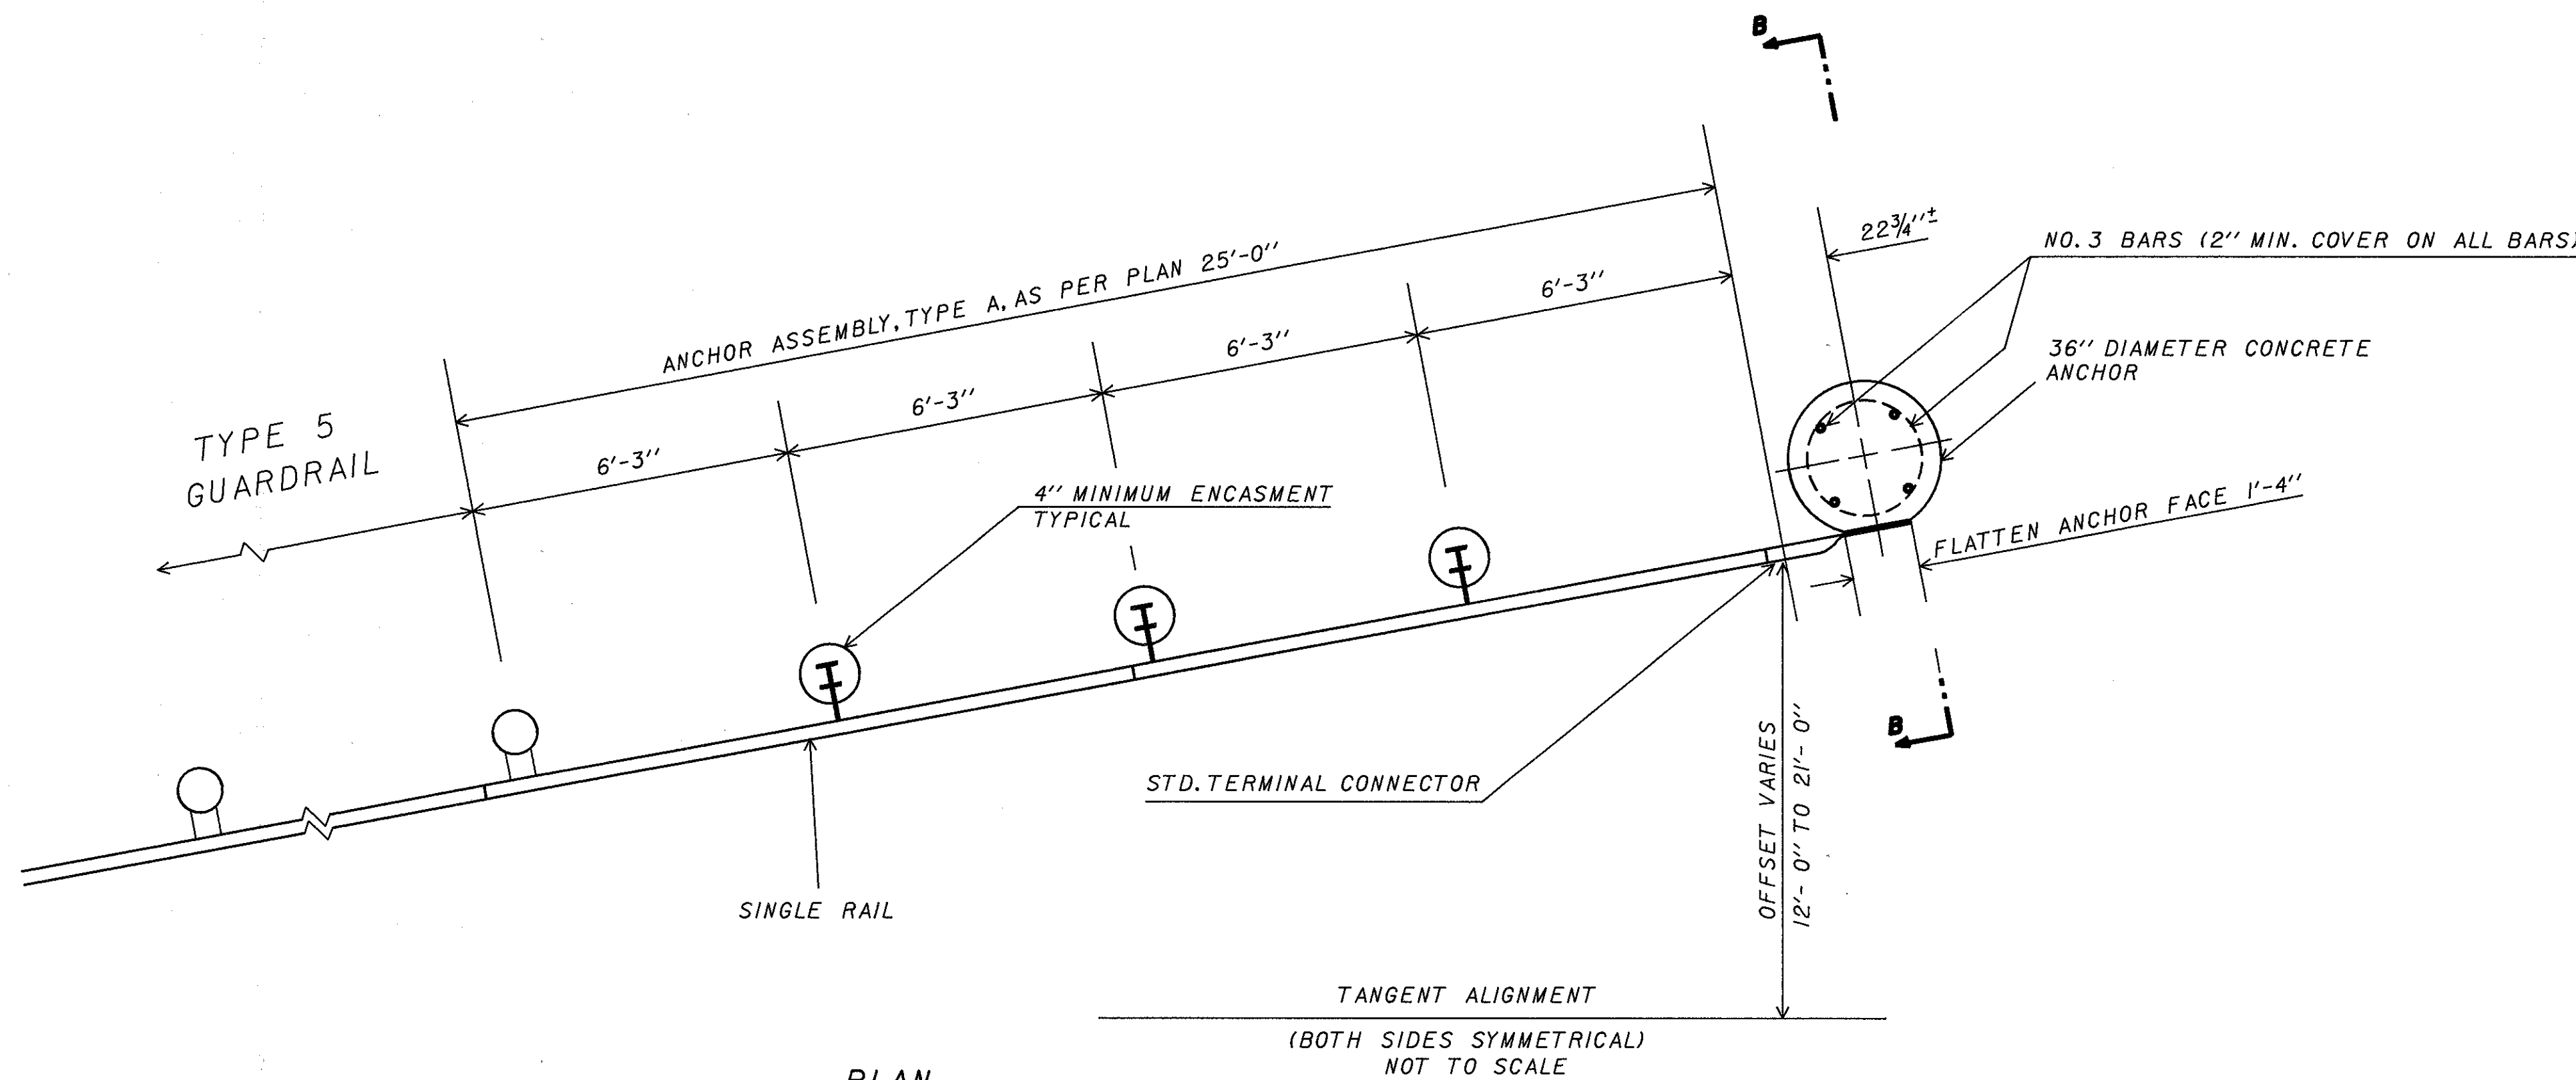 B
22 3/4"±
NO. 3 BARS (2" MIN. COVER ON ALL BARS)
ANCHOR ASSEMBLY, TYPE A, AS PER PLAN 25'-0"
6'-3"
6'-3"
6'-3"
6'-3"
36" DIAMETER CONCRETE
ANCHOR
TYPE 5
GUARDRAIL
4" MINIMUM ENCASMENT
TYPICAL
FLATTEN ANCHOR FACE 1'-4"
B
STD. TERMINAL CONNECTOR
OFFSET VARIES
12'-0" TO 21'-0"
SINGLE RAIL
TANGENT ALIGNMENT
(BOTH SIDES SYMMETRICAL)
NOT TO SCALE
PLAN